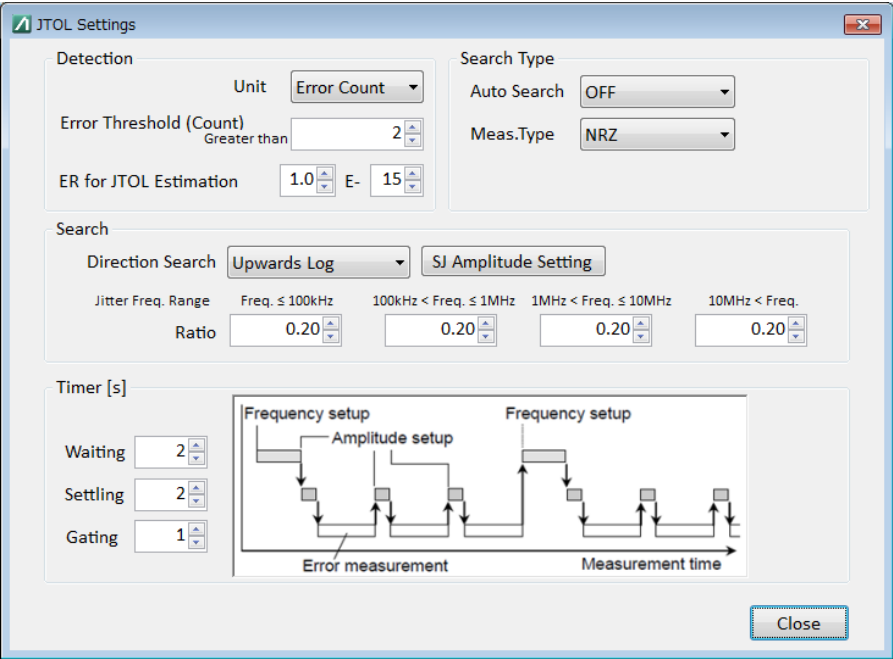 JTOL Settings
Detection
Unit Error Count
Error Threshold (Count)
Greater than 2
ER for JTOL Estimation 1.0 E- 15
Search Type
Auto Search OFF
Meas.Type NRZ
Search
Direction Search Upwards Log SJ Amplitude Setting
Jitter Freq. Range Freq. ≤ 100kHz 100kHz < Freq. ≤ 1MHz 1MHz < Freq. ≤ 10MHz 10MHz < Freq.
Ratio 0.20 0.20 0.20 0.20
Timer [s]
Waiting 2
Settling 2
Gating 1
Frequency setup Frequency setup
Amplitude setup
Error measurement Measurement time
Close